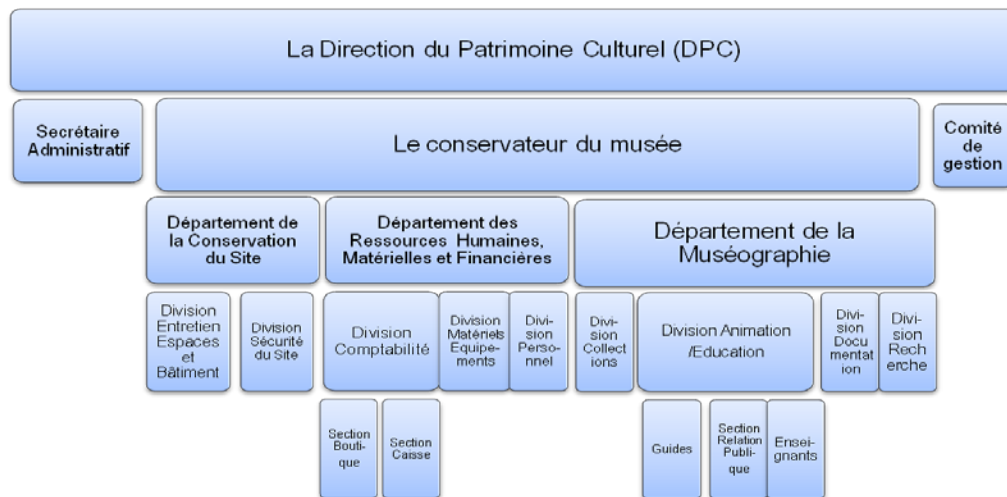 La Direction du Patrimoine Culturel (DPC)
Secrétaire
Administratif
Le conservateur du musée
Comité
de
gestion
Département de
la Conservation
du Site
Département des
Ressources Humaines,
Matérielles et Financières
Département de la
Muséographie
Division
Entretien
Espaces
et
Bâtiment
Division
Sécurité
du Site
Division
Comptabilité
Division
Matériels
Equipe-
ments
Divi-
sion
Perso-
nnel
Divi-
sion
Collect
ions
Division Animation
/Education
Divi-
sion
Docu
mentat
ion
Divi-
sion
Rech
erche
Section
Bouti-
que
Section
Caisse
Guides
Section
Relation
Publi-
que
Ensei-
gnants